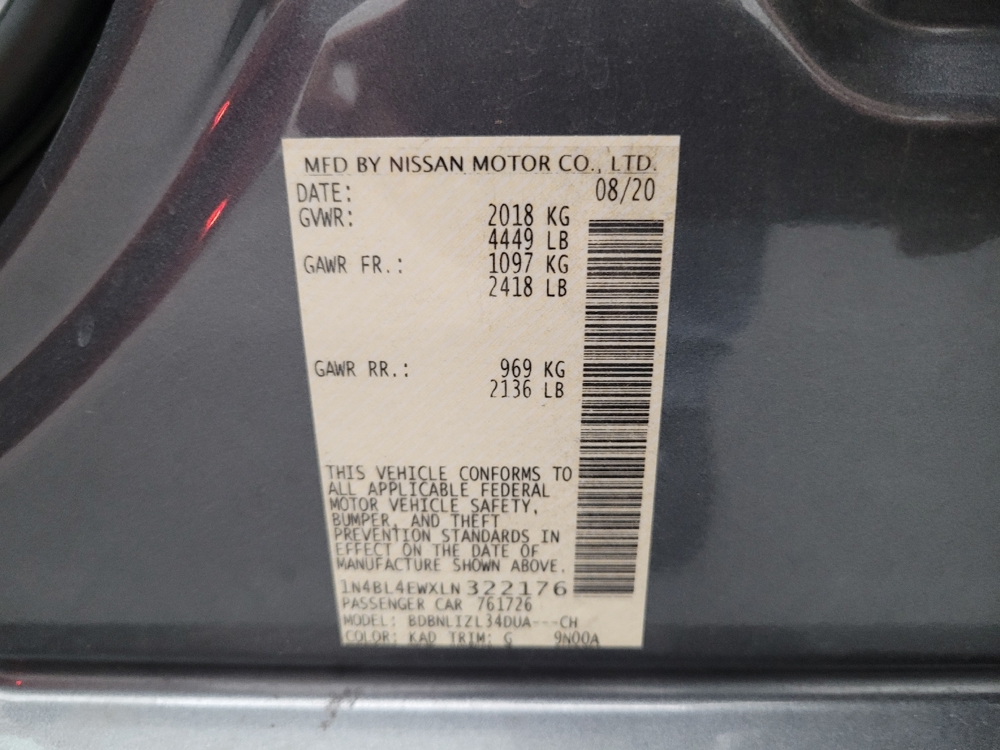 MFD BY NISSAN MOTOR CO., LTD.
DATE: 08/20
GVWR: 2018 KG
4449 LB
GAWR FR.: 1097 KG
2418 LB
GAWR RR.: 969 KG
2136 LB
THIS VEHICLE CONFORMS TO
ALL APPLICABLE FEDERAL
MOTOR VEHICLE SAFETY,
BUMPER, AND THEFT
PREVENTION STANDARDS IN
EFFECT ON THE DATE OF
MANUFACTURE SHOWN ABOVE.
1N4BL4EWXLN322176
PASSENGER CAR 761726
MODEL: BDBNLIZL34DUA---CH
COLOR: KAD TRIM: G 9N00A